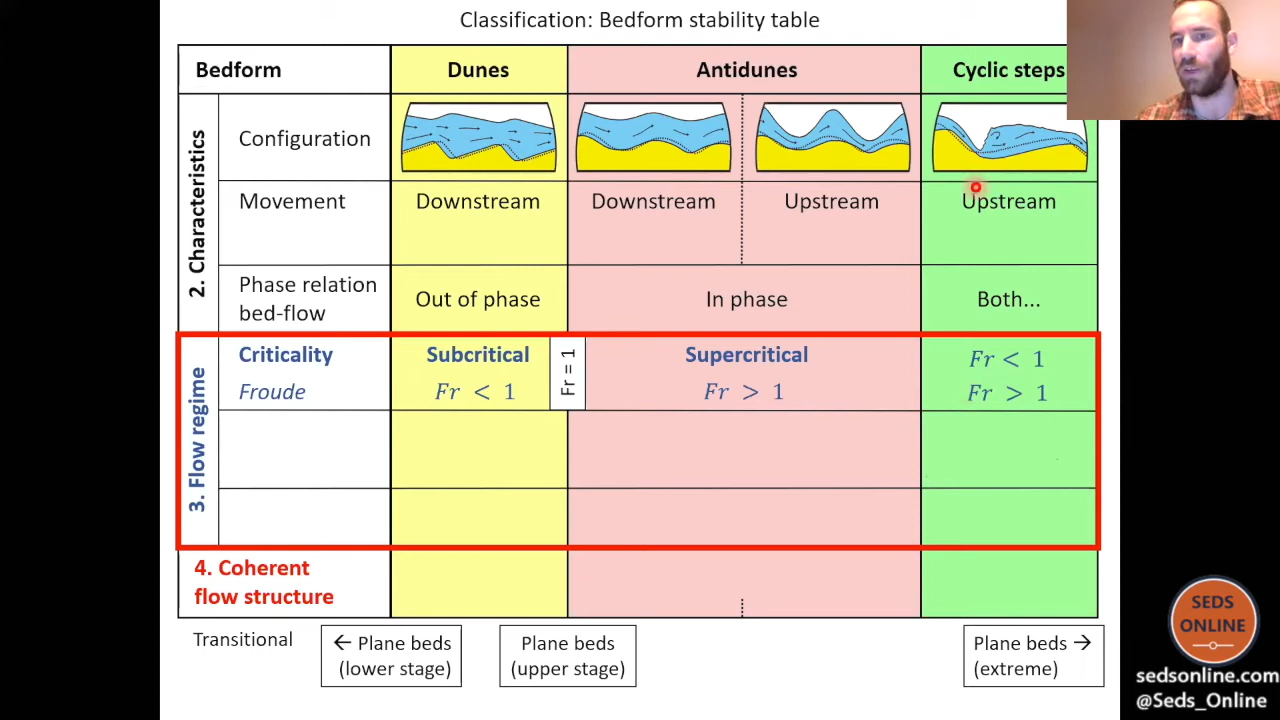 Classification: Bedform stability table
Bedform
Dunes
Antidunes
Cyclic steps
2. Characteristics
Configuration
Movement
Downstream
Downstream
Upstream
Upstream
Phase relation
bed-flow
Out of phase
In phase
Both...
3. Flow regime
Criticality
Froude
Subcritical
Fr < 1
Fr = 1
Supercritical
Fr > 1
Fr < 1
Fr > 1
4. Coherent
flow structure
Transitional
← Plane beds
(lower stage)
Plane beds
(upper stage)
Plane beds →
(extreme)
SEDS
ONLINE
sedsonline.com
@Seds_Online